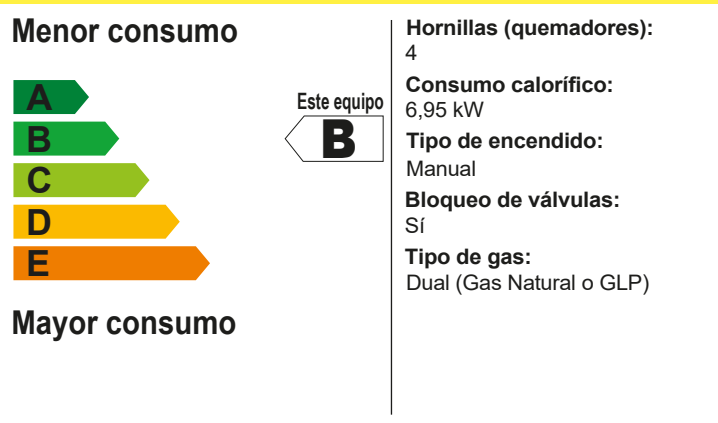 Menor consumo
A
B
C
D
E
Este equipo
B
Mayor consumo
Hornillas (quemadores):
4
Consumo calorífico:
6,95 kW
Tipo de encendido:
Manual
Bloqueo de válvulas:
Sí
Tipo de gas:
Dual (Gas Natural o GLP)